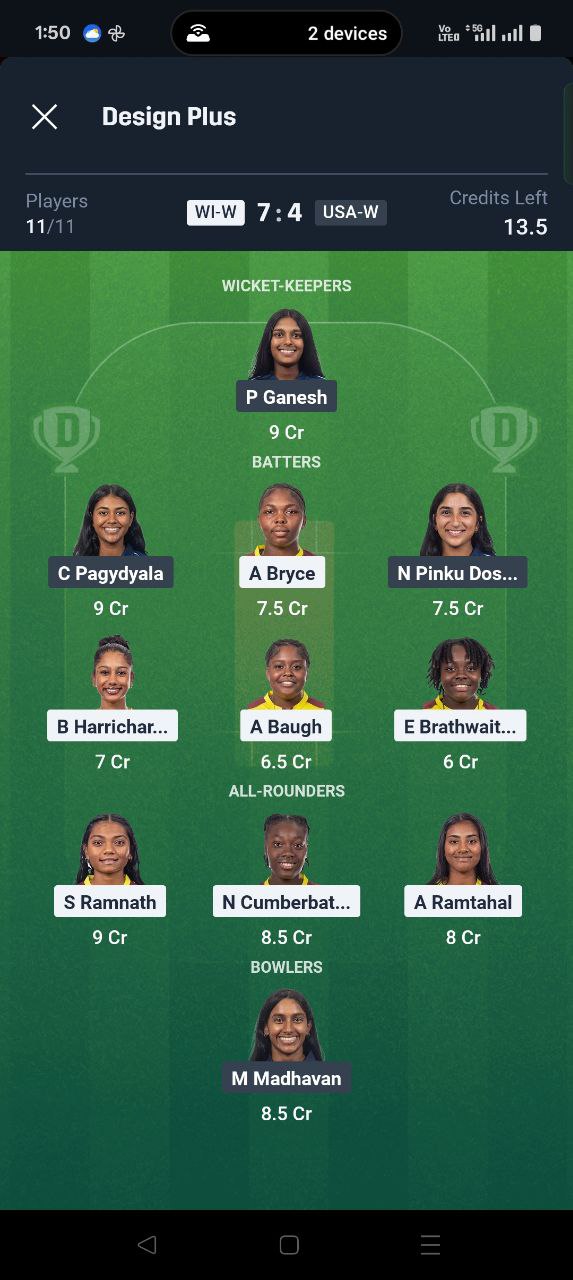 1:50
2 devices
Vo LTE 5G
Design Plus
Players
Credits Left
11/11
WI-W 7 : 4 USA-W
13.5
WICKET-KEEPERS
P Ganesh
9 Cr
BATTERS
C Pagydyala
A Bryce
N Pinku Dos...
9 Cr
7.5 Cr
7.5 Cr
B Harrichar...
A Baugh
E Brathwait...
7 Cr
6.5 Cr
6 Cr
ALL-ROUNDERS
S Ramnath
N Cumberbat...
A Ramtahal
9 Cr
8.5 Cr
8 Cr
BOWLERS
M Madhavan
8.5 Cr